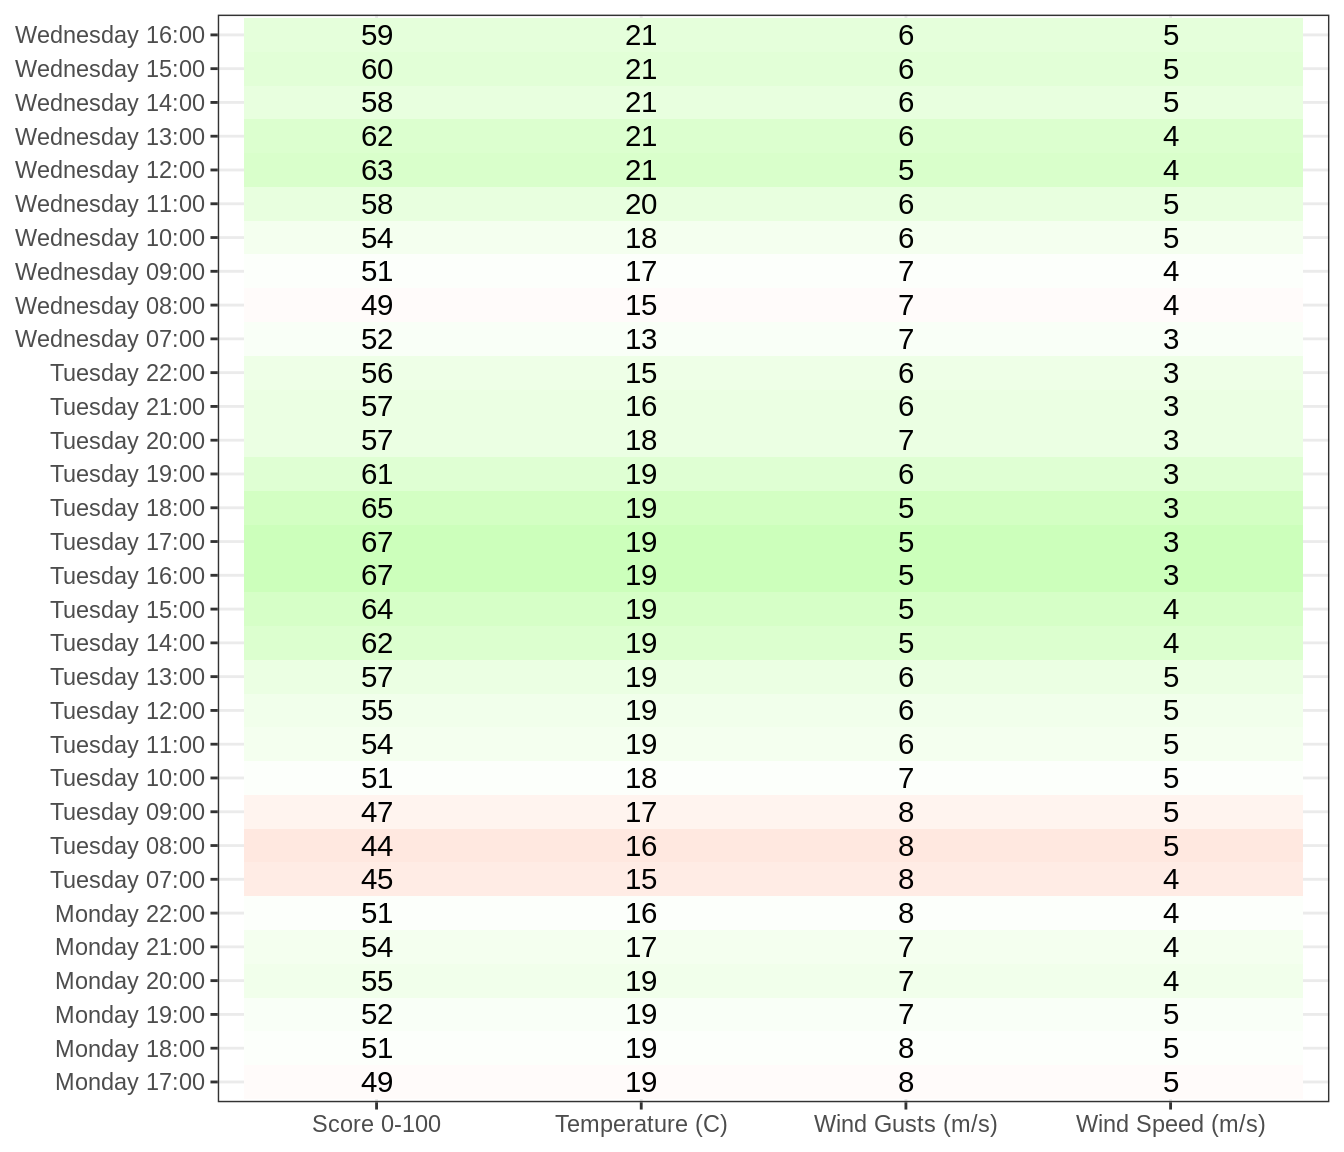 Wednesday 16:00 59 21 6 5
Wednesday 15:00 60 21 6 5
Wednesday 14:00 58 21 6 5
Wednesday 13:00 62 21 6 4
Wednesday 12:00 63 21 5 4
Wednesday 11:00 58 20 6 5
Wednesday 10:00 54 18 6 5
Wednesday 09:00 51 17 7 4
Wednesday 08:00 49 15 7 4
Wednesday 07:00 52 13 7 3
Tuesday 22:00 56 15 6 3
Tuesday 21:00 57 16 6 3
Tuesday 20:00 57 18 7 3
Tuesday 19:00 61 19 6 3
Tuesday 18:00 65 19 5 3
Tuesday 17:00 67 19 5 3
Tuesday 16:00 67 19 5 3
Tuesday 15:00 64 19 5 4
Tuesday 14:00 62 19 5 4
Tuesday 13:00 57 19 6 5
Tuesday 12:00 55 19 6 5
Tuesday 11:00 54 19 6 5
Tuesday 10:00 51 18 7 5
Tuesday 09:00 47 17 8 5
Tuesday 08:00 44 16 8 5
Tuesday 07:00 45 15 8 4
Monday 22:00 51 16 8 4
Monday 21:00 54 17 7 4
Monday 20:00 55 19 7 4
Monday 19:00 52 19 7 5
Monday 18:00 51 19 8 5
Monday 17:00 49 19 8 5
Score 0-100 Temperature (C) Wind Gusts (m/s) Wind Speed (m/s)